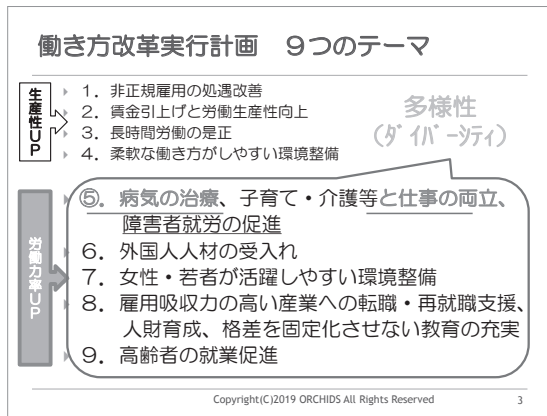 働き方改革実行計画　９つのテーマ
生産性UP
１．非正規雇用の処遇改善
２．賃金引上げと労働生産性向上
３．長時間労働の是正
４．柔軟な働き方がしやすい環境整備
多様性
（ﾀﾞｲﾊﾞｰｼﾃｨ）
労働力率UP
⑤．病気の治療、子育て・介護等と仕事の両立、
障害者就労の促進
６．外国人人材の受入れ
７．女性・若者が活躍しやすい環境整備
８．雇用吸収力の高い産業への転職・再就職支援、
人財育成、格差を固定化させない教育の充実
９．高齢者の就業促進
Copyright(C)2019 ORCHIDS All Rights Reserved
3